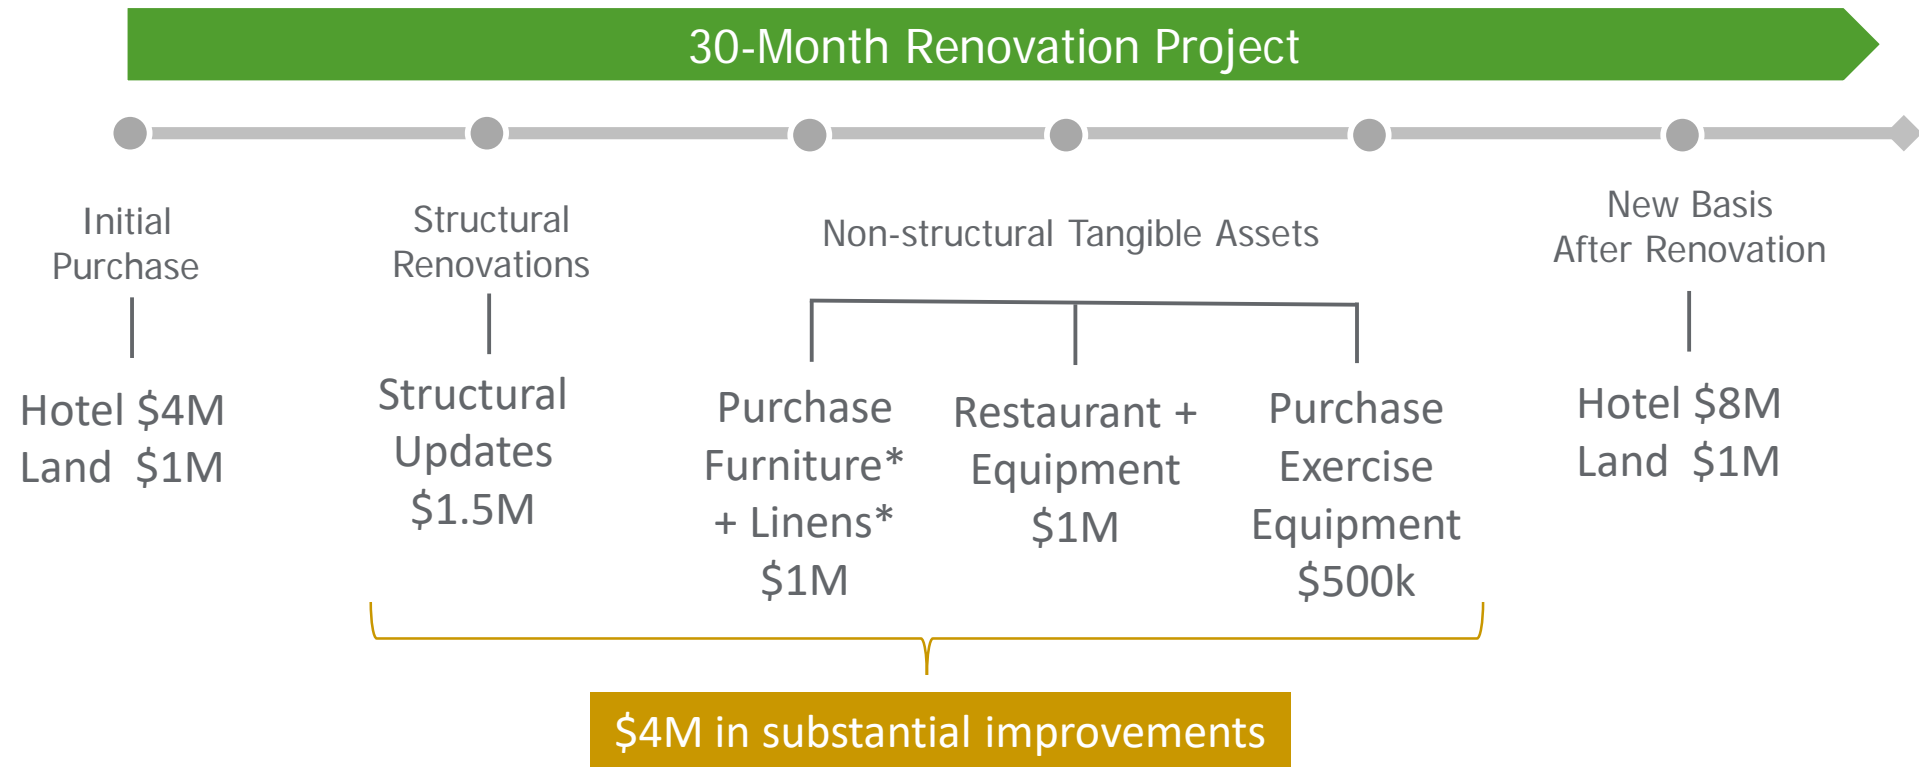 30-Month Renovation Project
Initial
Purchase
Structural
Renovations
Non-structural Tangible Assets
New Basis
After Renovation
Hotel $4M
Land $1M
Structural
Updates
$1.5M
Purchase
Furniture*
+ Linens*
$1M
Restaurant +
Equipment
$1M
Purchase
Exercise
Equipment
$500k
Hotel $8M
Land $1M
$4M in substantial improvements